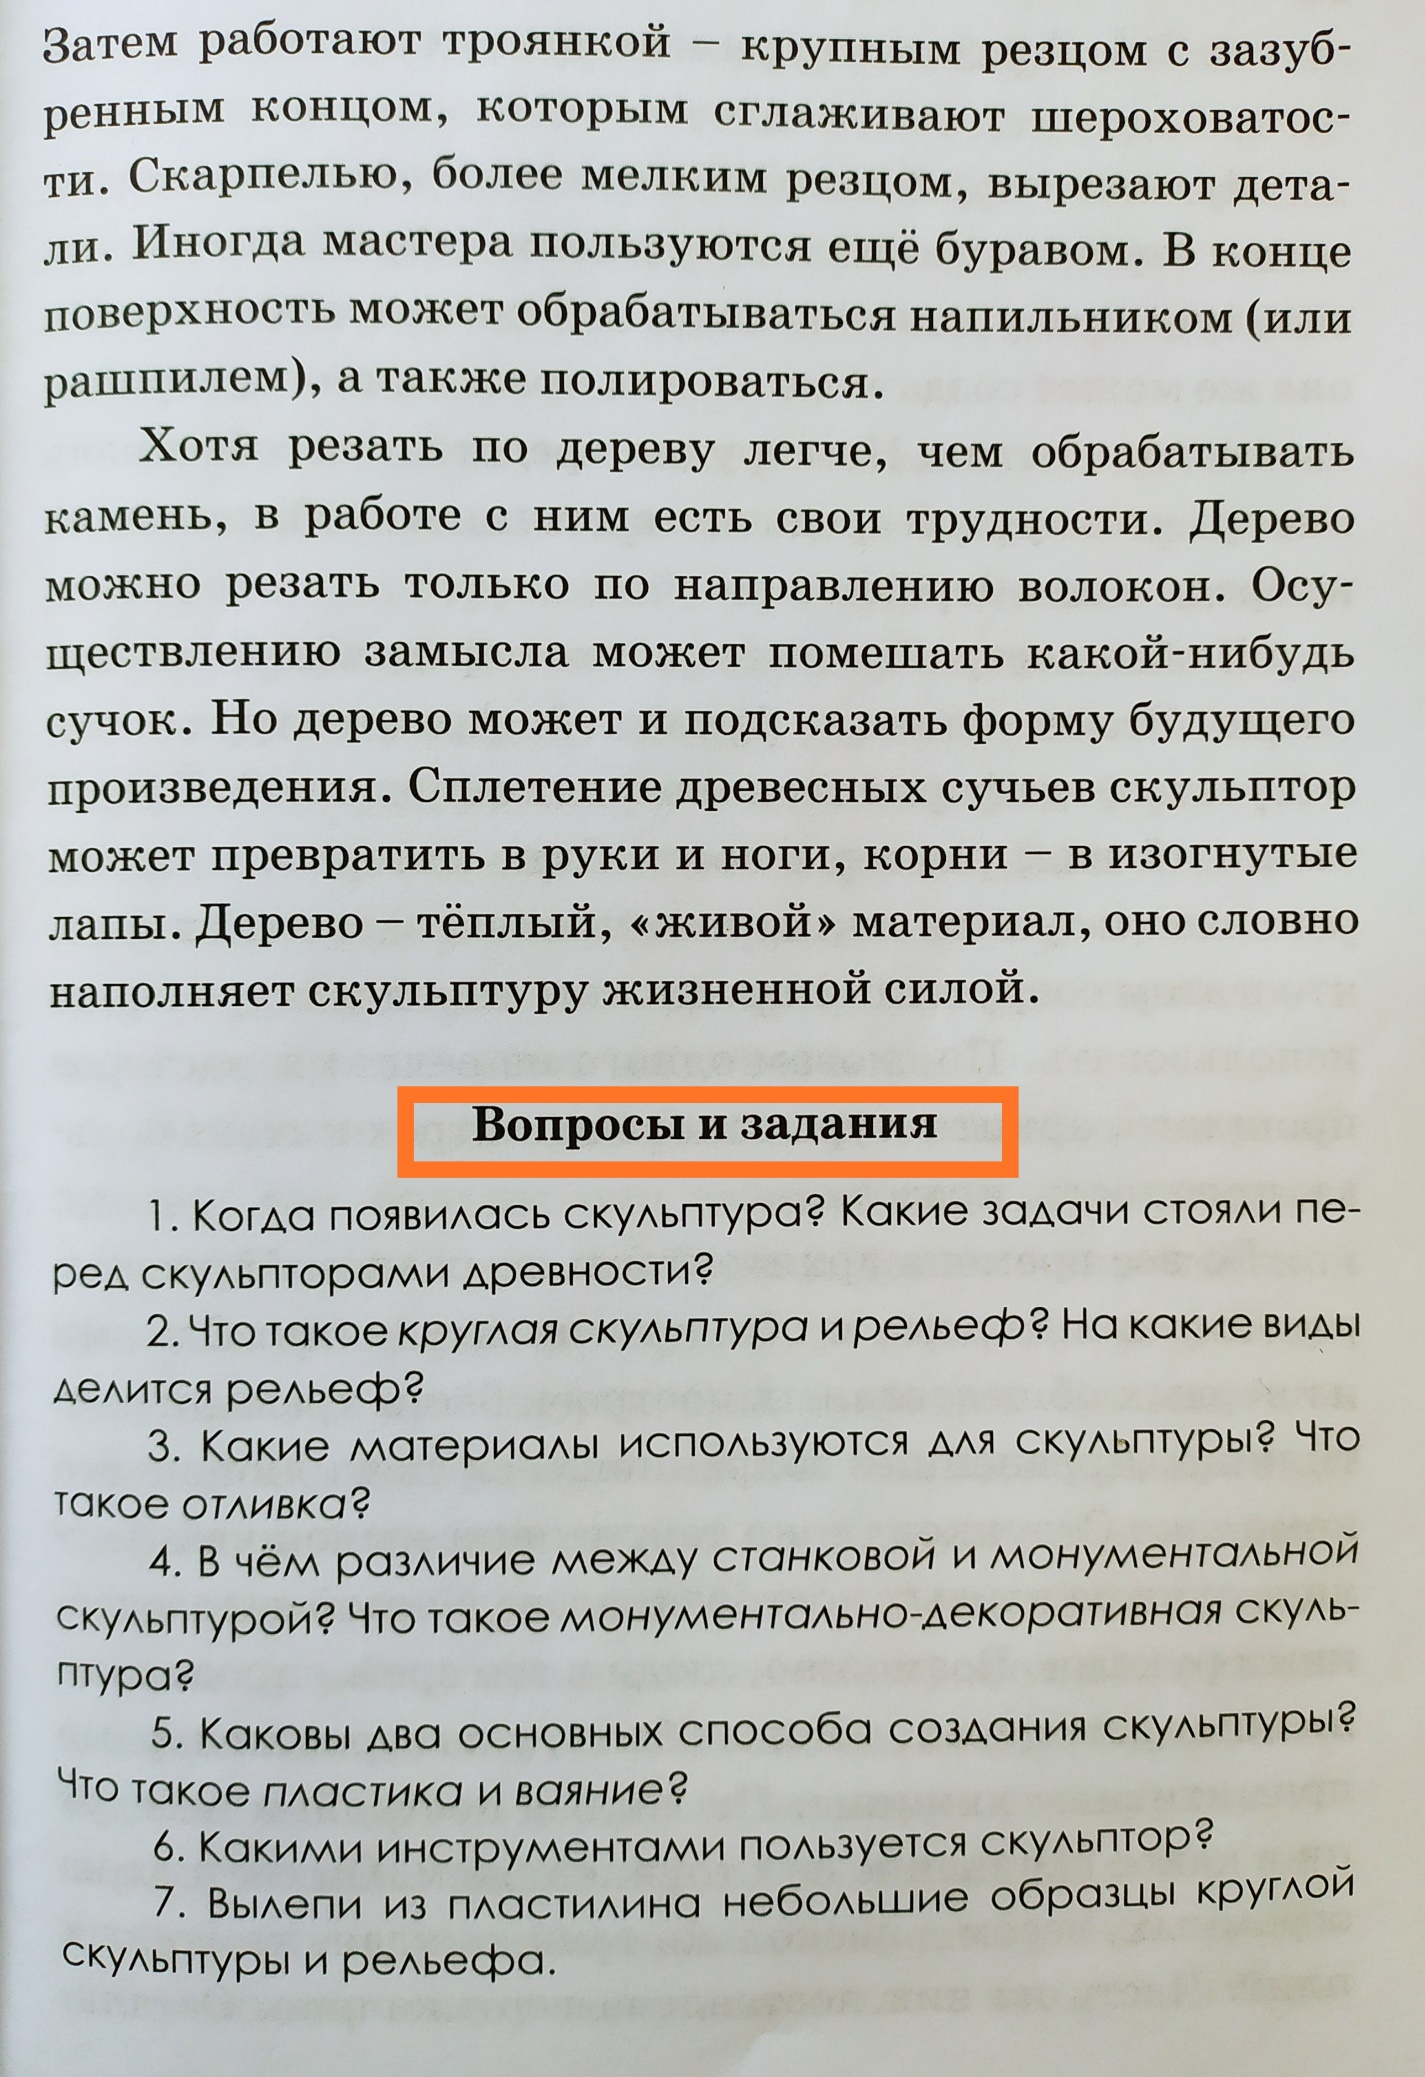 Затем работают троянкой – крупным резцом с зазуб-
ренным концом, которым сглаживают шероховатос-
ти. Скарпелью, более мелким резцом, вырезают дета-
ли. Иногда мастера пользуются ещё буравом. В конце
поверхность может обрабатываться напильником (или
рашпилем), а также полироваться.
Хотя резать по дереву легче, чем обрабатывать
камень, в работе с ним есть свои трудности. Дерево
можно резать только по направлению волокон. Осу-
ществлению замысла может помешать какой-нибудь
сучок. Но дерево может и подсказать форму будущего
произведения. Сплетение древесных сучьев скульптор
может превратить в руки и ноги, корни – в изогнутые
лапы. Дерево – тёплый, «живой» материал, оно словно
наполняет скульптуру жизненной силой.
Вопросы и задания
1. Когда появилась скульптура? Какие задачи стояли пе-
ред скульпторами древности?
2. Что такое круглая скульптура и рельеф? На какие виды
делится рельеф?
3. Какие материалы используются для скульптуры? Что
такое отливка?
4. В чём различие между станковой и монументальной
скульптурой? Что такое монументально-декоративная скуль-
птура?
5. Каковы два основных способа создания скульптуры?
Что такое пластика и ваяние?
6. Какими инструментами пользуется скульптор?
7. Вылепи из пластилина небольшие образцы круглой
скульптуры и рельефа.